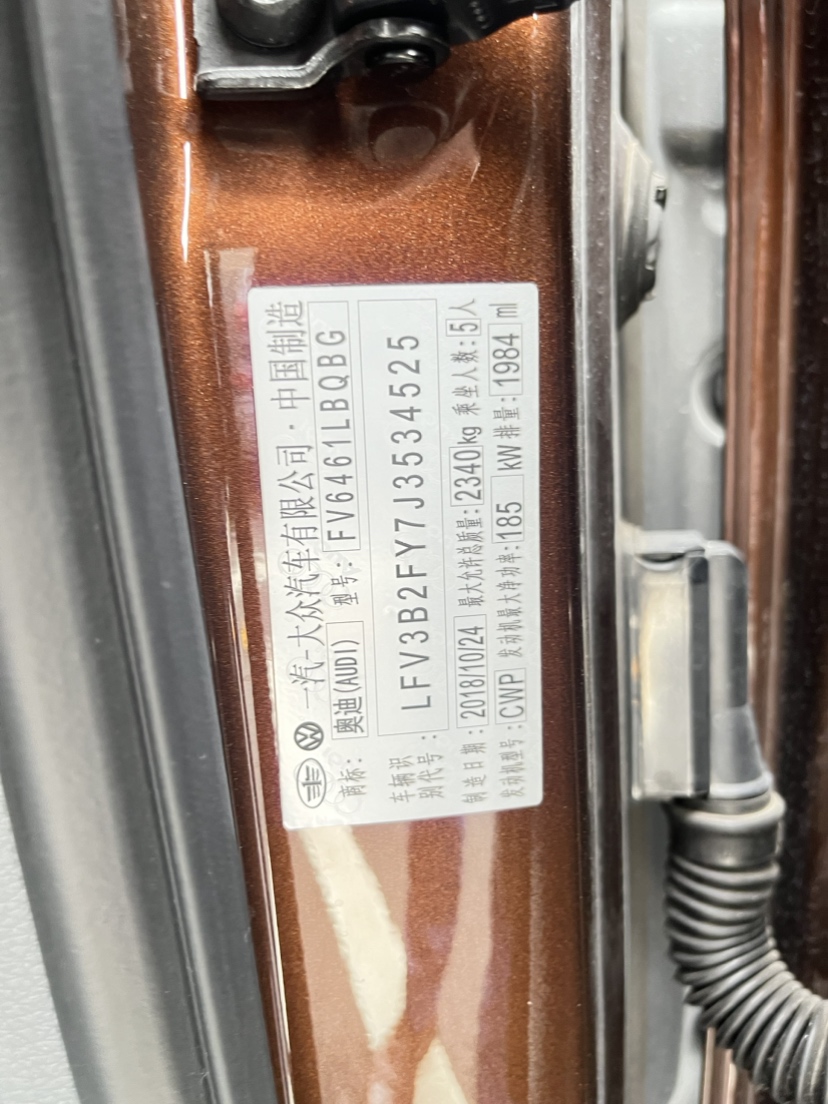 一汽-大众汽车有限公司·中国制造
商标：奥迪(AUDI) 型号：FV6461LBQBG
车辆识别代号：LFV3B2FY7J3534525
制造日期：2018/10/24 最大允许总质量：2340kg 乘坐人数：5人
发动机型号：CWP 发动机最大净功率：185 kW 排量：1984 ml